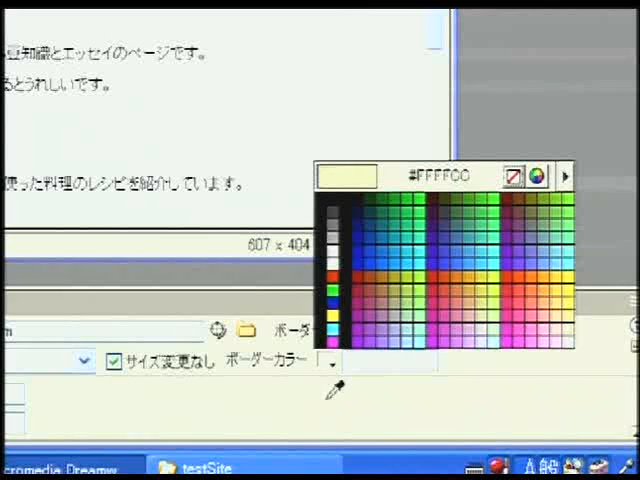 豆知識とエッセイのページです。
るとうれしいです。
使った料理のレシピを紹介しています。
#FFFFCC
607 x 404
m
ボーダ
サイズ変更なし
ボーダーカラー
cromedia Dreamw
testSite
A 般